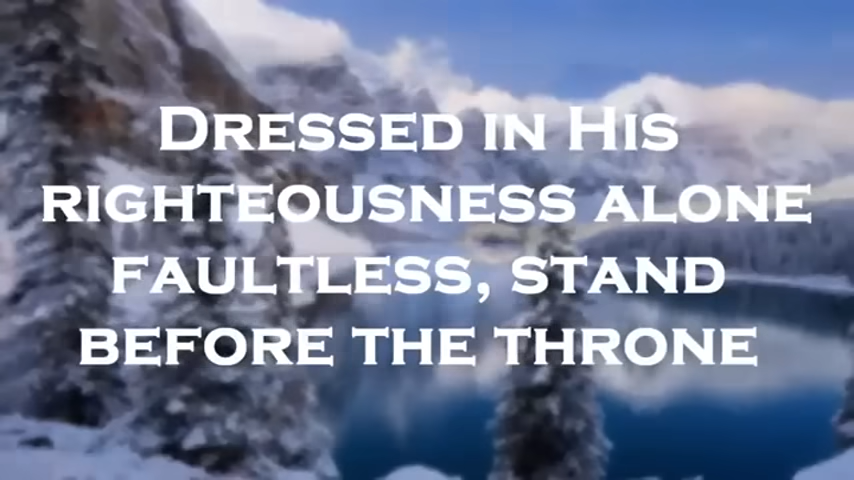 Dressed in His
righteousness alone
faultless, stand
before the throne